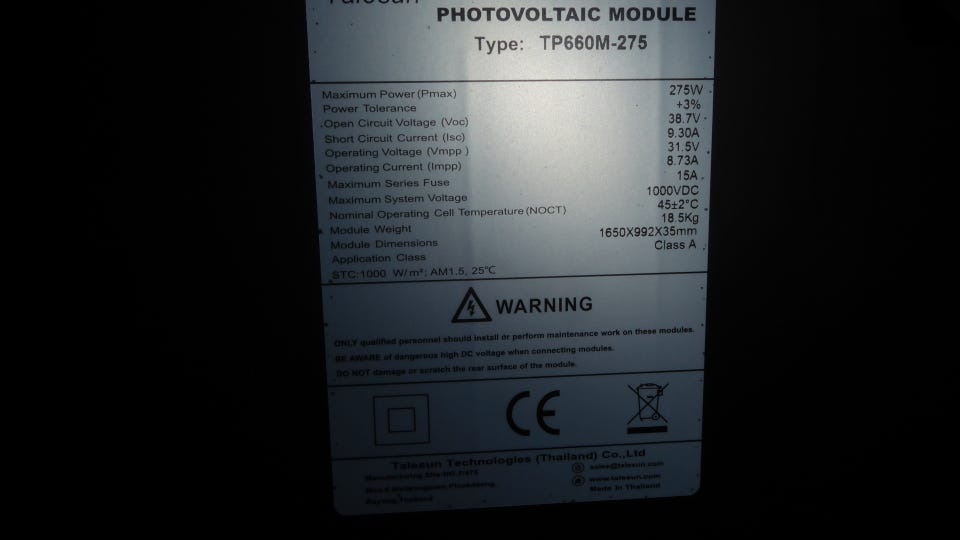 Talesun
PHOTOVOLTAIC MODULE
Type: TP660M-275
Maximum Power (Pmax) 275W
Power Tolerance +3%
Open Circuit Voltage (Voc) 38.7V
Short Circuit Current (Isc) 9.30A
Operating Voltage (Vmpp ) 31.5V
Operating Current (Impp) 8.73A
Maximum Series Fuse 15A
Maximum System Voltage 1000VDC
Nominal Operating Cell Temperature (NOCT) 45±2°C
Module Weight 18.5Kg
Module Dimensions 1650X992X35mm
Application Class Class A
STC:1000 W/m²; AM1.5, 25℃
WARNING
ONLY qualified personnel should install or perform maintenance work on these modules.
BE AWARE of dangerous high DC voltage when connecting modules.
DO NOT damage or scratch the rear surface of the module.
CE
Talesun Technologies (Thailand) Co.,Ltd
Manufacturing Site
sales@talesun.com
www.talesun.com
Rayong,Thailand
Made in Thailand